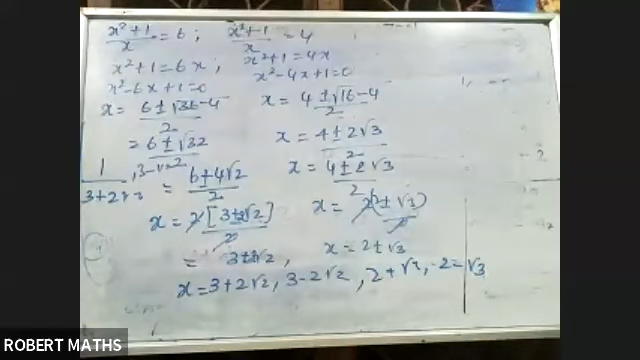 (x²+1)/x = 6 ; (x²+1)/x = 4
x²+1=6x ; x²+1=4x
x²-6x+1=0 x²-4x+1=0
x= (6±√36-4)/2 x= (4±√16-4)/2
= (6±√32)/2 x= (4±2√3)/2
1/(3+2√2) = (6±4√2)/2 x= (4±2√3)/2
x= 2[3±2√2]/2 x= 2(2±√3)/2
= 3±2√2, x=2±√3
x=3+2√2, 3-2√2, 2+√3, -2-√3
ROBERT MATHS